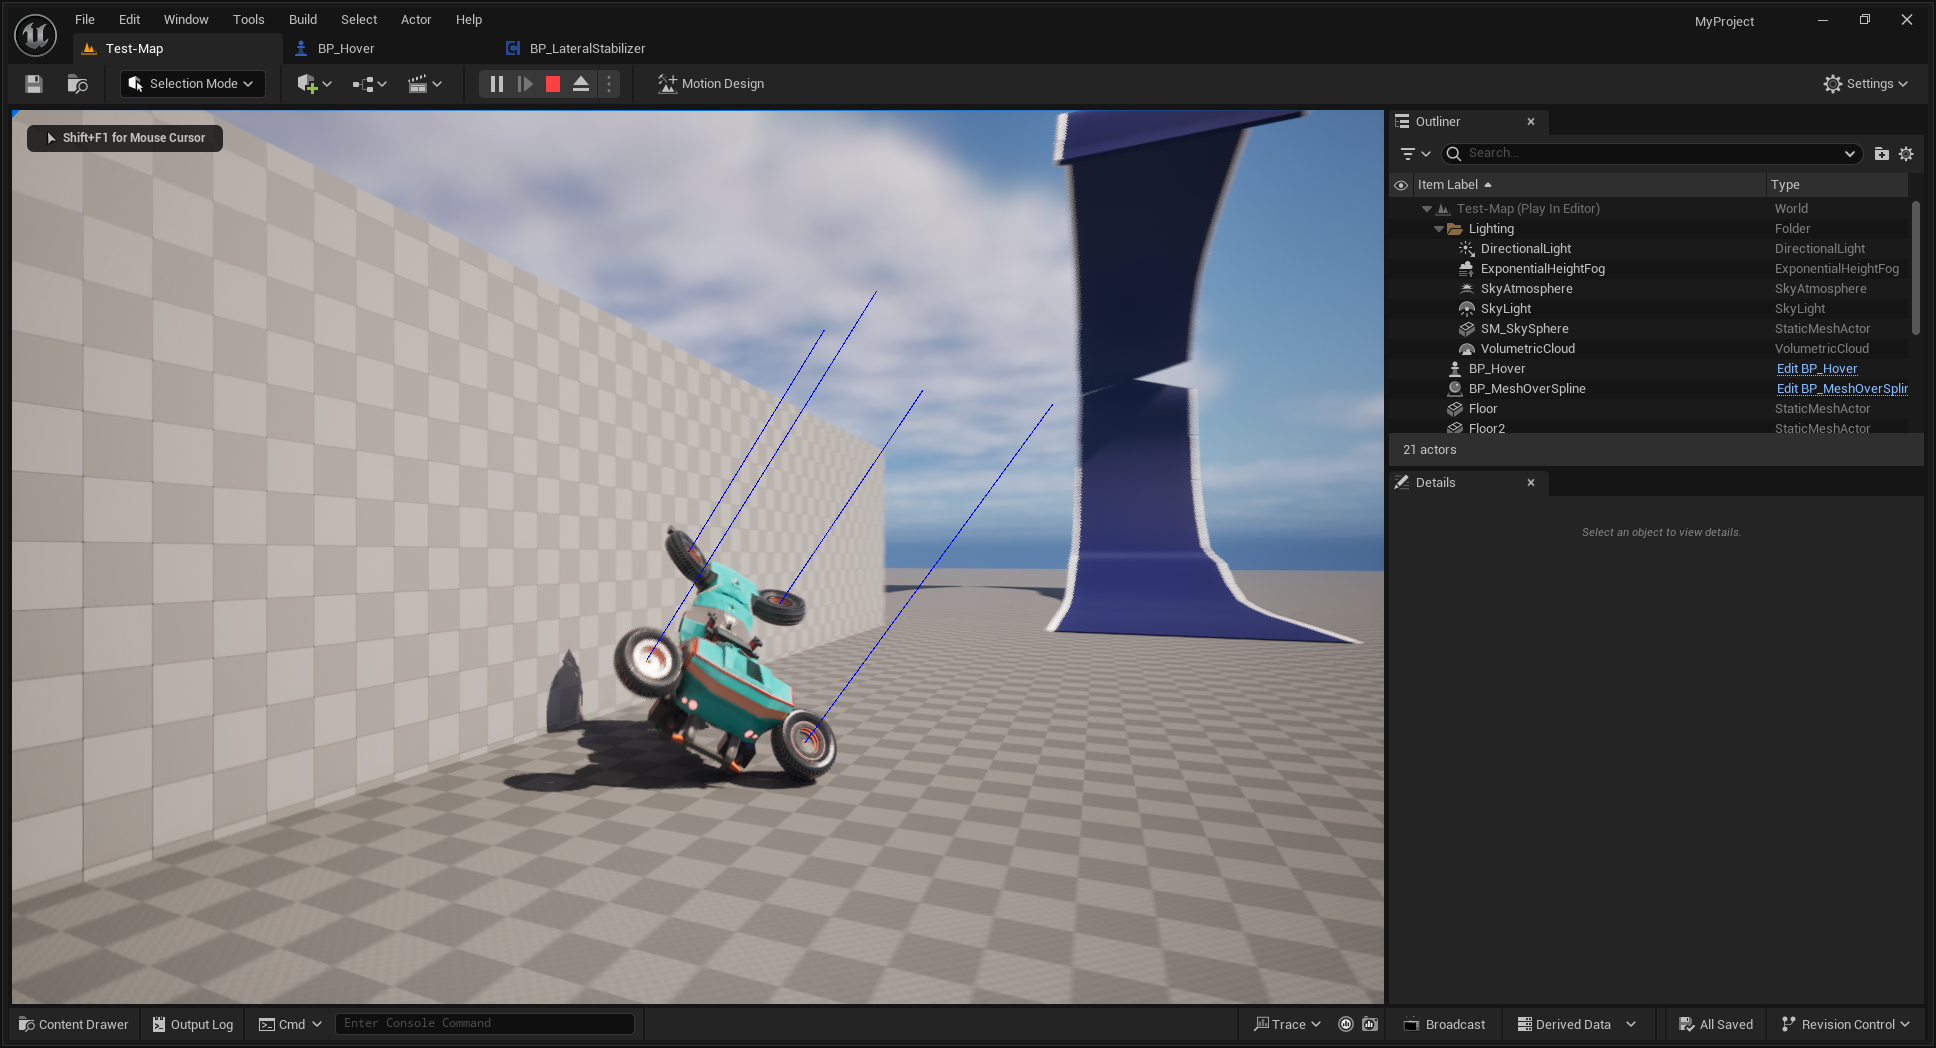 File Edit Window Tools Build Select Actor Help
MyProject
Test-Map
BP_Hover
BP_LateralStabilizer
Selection Mode
Motion Design
Settings
Shift+F1 for Mouse Cursor
Outliner
Search...
Item Label Type
Test-Map (Play In Editor) World
Lighting Folder
DirectionalLight DirectionalLight
ExponentialHeightFog ExponentialHeightFog
SkyAtmosphere SkyAtmosphere
SkyLight SkyLight
SM_SkySphere StaticMeshActor
VolumetricCloud VolumetricCloud
BP_Hover Edit BP_Hover
BP_MeshOverSpline Edit BP_MeshOverSplin
Floor StaticMeshActor
Floor2 StaticMeshActor
21 actors
Details
Select an object to view details.
Content Drawer
Output Log
Cmd
Enter Console Command
Trace
Broadcast
Derived Data
All Saved
Revision Control